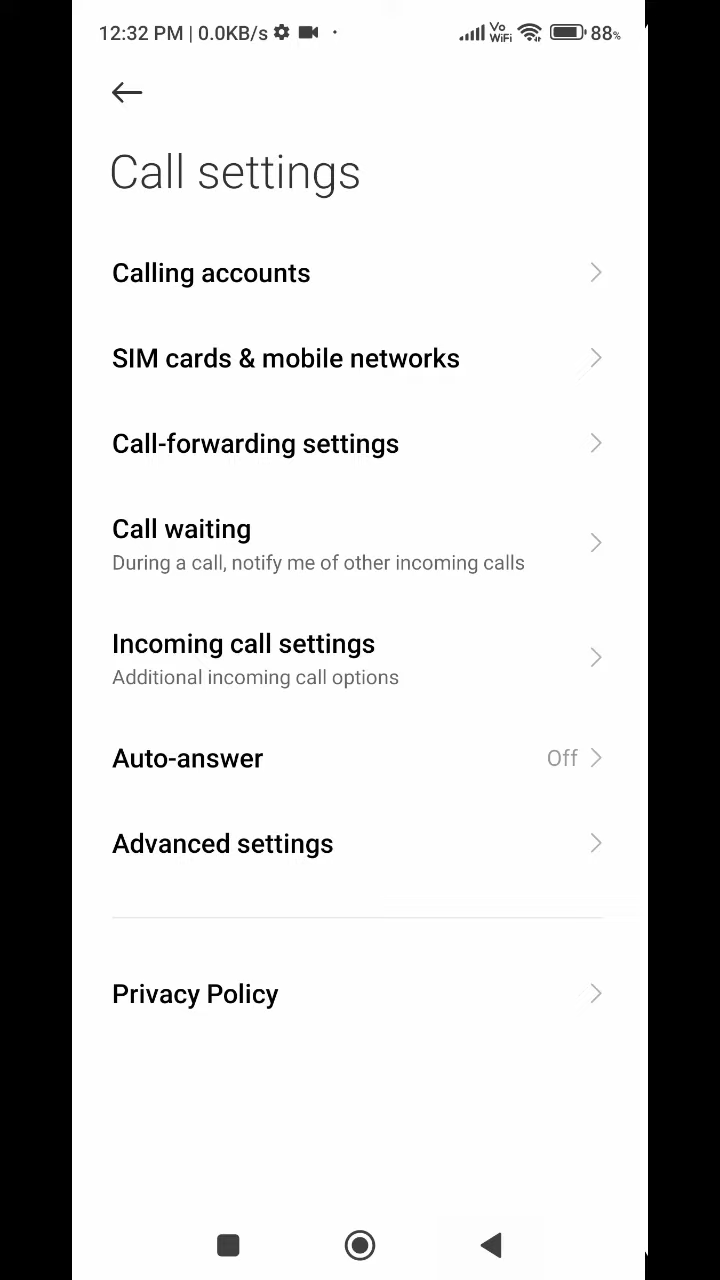 12:32 PM | 0.0KB/s Vo WiFi 88%
Call settings
Calling accounts
SIM cards & mobile networks
Call-forwarding settings
Call waiting
During a call, notify me of other incoming calls
Incoming call settings
Additional incoming call options
Auto-answer Off
Advanced settings
Privacy Policy